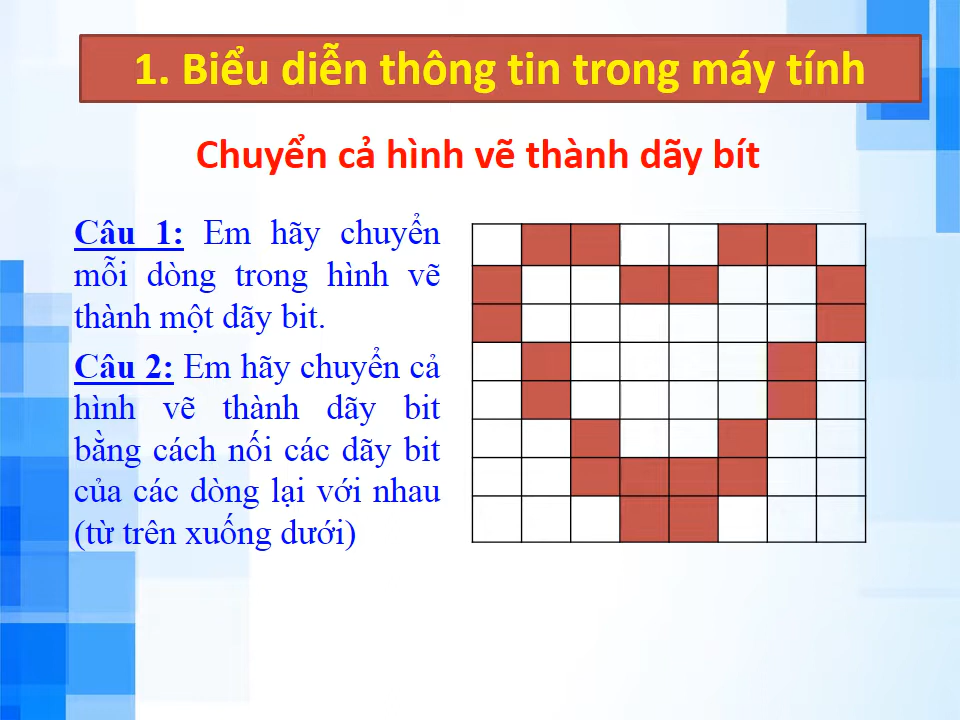 1. Biểu diễn thông tin trong máy tính
Chuyển cả hình vẽ thành dãy bít
Câu 1: Em hãy chuyển
mỗi dòng trong hình vẽ
thành một dãy bit.
Câu 2: Em hãy chuyển cả
hình vẽ thành dãy bit
bằng cách nối các dãy bit
của các dòng lại với nhau
(từ trên xuống dưới)